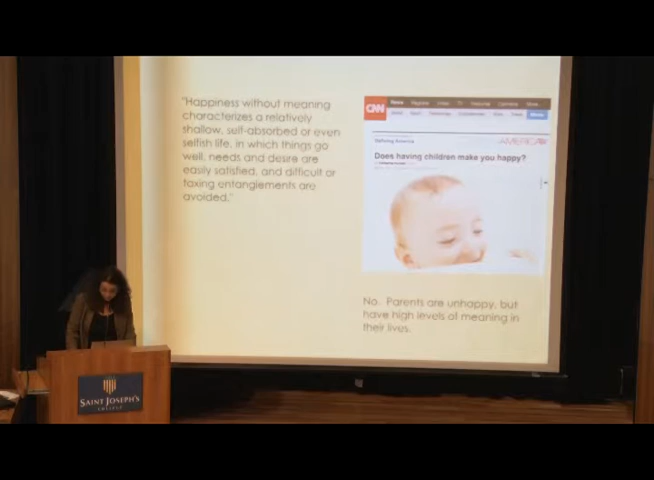 "Happiness without meaning
characterizes a relatively
shallow, self-absorbed or even
selfish life, in which things go
well, needs and desire are
easily satisfied, and difficult or
taxing entanglements are
avoided."
CNN
AMERICA
Does having children make you happy?
No. Parents are unhappy, but
have high levels of meaning in
their lives.
SAINT JOSEPH'S
COLLEGE